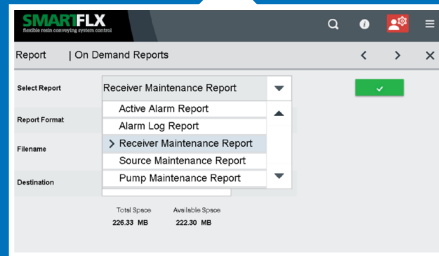 SMARTFLX
flexible resin conveying system control
Report | On Demand Reports
Select Report
Receiver Maintenance Report
Active Alarm Report
Report Format
Alarm Log Report
Receiver Maintenance Report
Filename
Source Maintenance Report
Destination
Pump Maintenance Report
Total Space Available Space
226.33 MB 222.30 MB